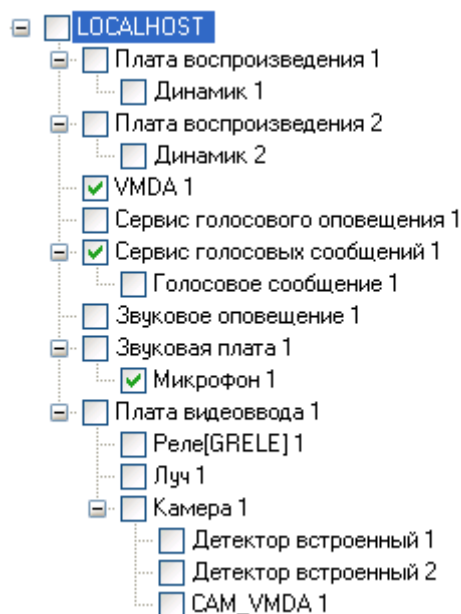 LOCALHOST
Плата воспроизведения 1
Динамик 1
Плата воспроизведения 2
Динамик 2
VMDA 1
Сервис голосового оповещения 1
Сервис голосовых сообщений 1
Голосовое сообщение 1
Звуковое оповещение 1
Звуковая плата 1
Микрофон 1
Плата видеоввода 1
Реле[GRELE] 1
Луч 1
Камера 1
Детектор встроенный 1
Детектор встроенный 2
CAM_VMDA 1